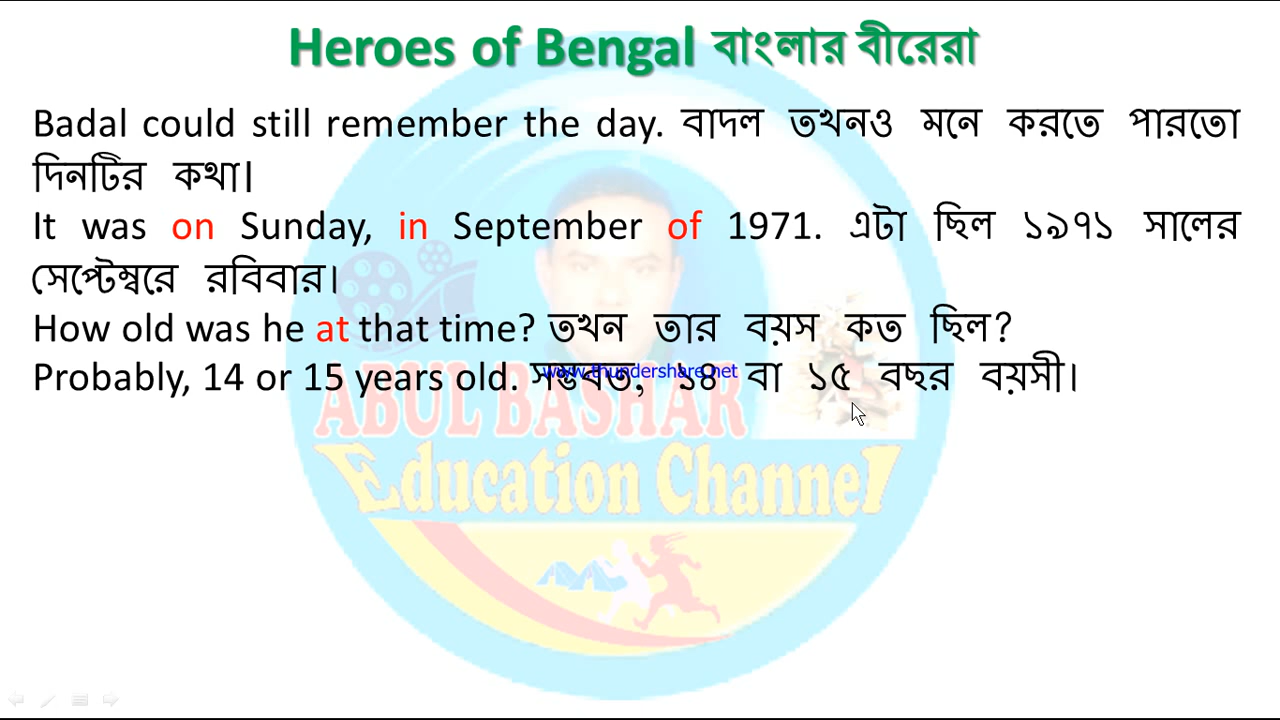 Heroes of Bengal বাংলার বীরেরা
Badal could still remember the day. বাদল তখনও মনে করতে পারতো
দিনটির কথা।
It was on Sunday, in September of 1971. এটা ছিল ১৯৭১ সালের
সেপ্টেম্বরে রবিবার।
How old was he at that time? তখন তার বয়স কত ছিল?
Probably, 14 or 15 years old. সম্ভবত, ১৪ বা ১৫ বছর বয়সী।
www.thundershare.net
ABUL BASHAR
Education Channel